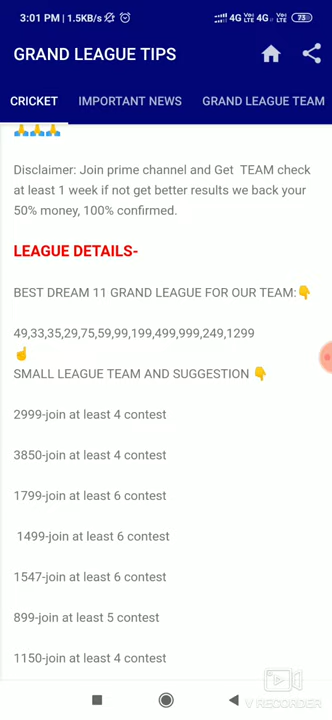 3:01 PM | 1.5KB/s 4G Vo LTE 4G Vo LTE 73
GRAND LEAGUE TIPS
CRICKET IMPORTANT NEWS GRAND LEAGUE TEAM
🙏🙏🙏
Disclaimer: Join prime channel and Get TEAM check
at least 1 week if not get better results we back your
50% money, 100% confirmed.
LEAGUE DETAILS-
BEST DREAM 11 GRAND LEAGUE FOR OUR TEAM:👇
49,33,35,29,75,59,99,199,499,999,249,1299
☝
SMALL LEAGUE TEAM AND SUGGESTION 👇
2999-join at least 4 contest
3850-join at least 4 contest
1799-join at least 6 contest
1499-join at least 6 contest
1547-join at least 6 contest
899-join at least 5 contest
1150-join at least 4 contest
V RECORDER